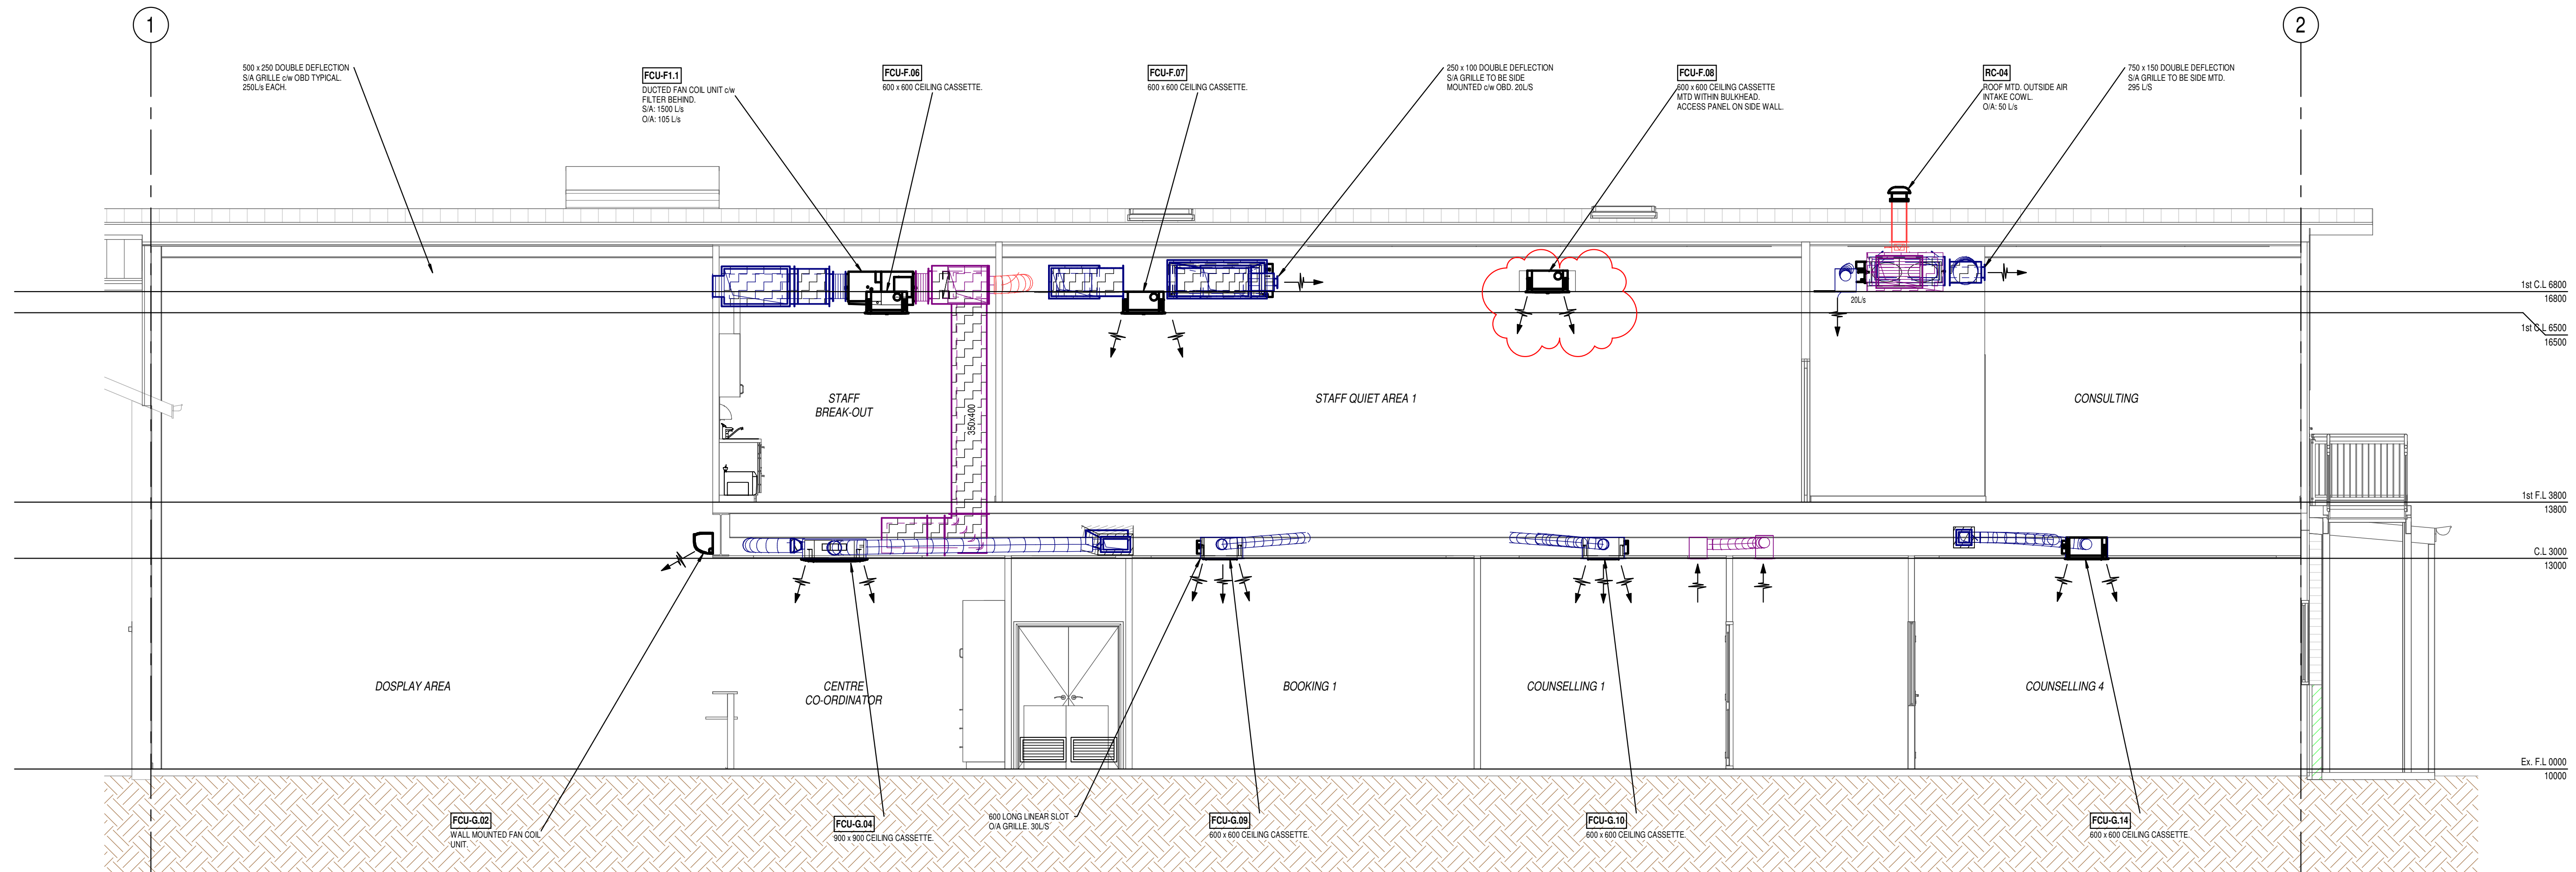 1
2
500 x 250 DOUBLE DEFLECTION
S/A GRILLE c/w OBD TYPICAL.
250L/s EACH.
FCU-F1.1
DUCTED FAN COIL UNIT c/w
FILTER BEHIND.
S/A: 1500 L/s
O/A: 105 L/s
FCU-F.06
600 x 600 CEILING CASSETTE.
FCU-F.07
600 x 600 CEILING CASSETTE.
250 x 100 DOUBLE DEFLECTION
S/A GRILLE TO BE SIDE
MOUNTED c/w OBD. 20L/S
FCU-F.08
600 x 600 CEILING CASSETTE
MTD WITHIN BULKHEAD.
ACCESS PANEL ON SIDE WALL.
RC-04
ROOF MTD. OUTSIDE AIR
INTAKE COWL.
O/A: 50 L/s
750 x 150 DOUBLE DEFLECTION
S/A GRILLE TO BE SIDE MTD.
295 L/S
20L/s
1st C.L 6800
16800
1st C.L 6500
16500
STAFF
BREAK-OUT
350x400
STAFF QUIET AREA 1
CONSULTING
1st F.L 3800
13800
C.L 3000
13000
DOSPLAY AREA
CENTRE
CO-ORDINATOR
BOOKING 1
COUNSELLING 1
COUNSELLING 4
Ex. F.L 0000
10000
FCU-G.02
WALL MOUNTED FAN COIL
UNIT.
FCU-G.04
900 x 900 CEILING CASSETTE.
600 LONG LINEAR SLOT
O/A GRILLE. 30L/S
FCU-G.09
600 x 600 CEILING CASSETTE.
FCU-G.10
600 x 600 CEILING CASSETTE.
FCU-G.14
600 x 600 CEILING CASSETTE.